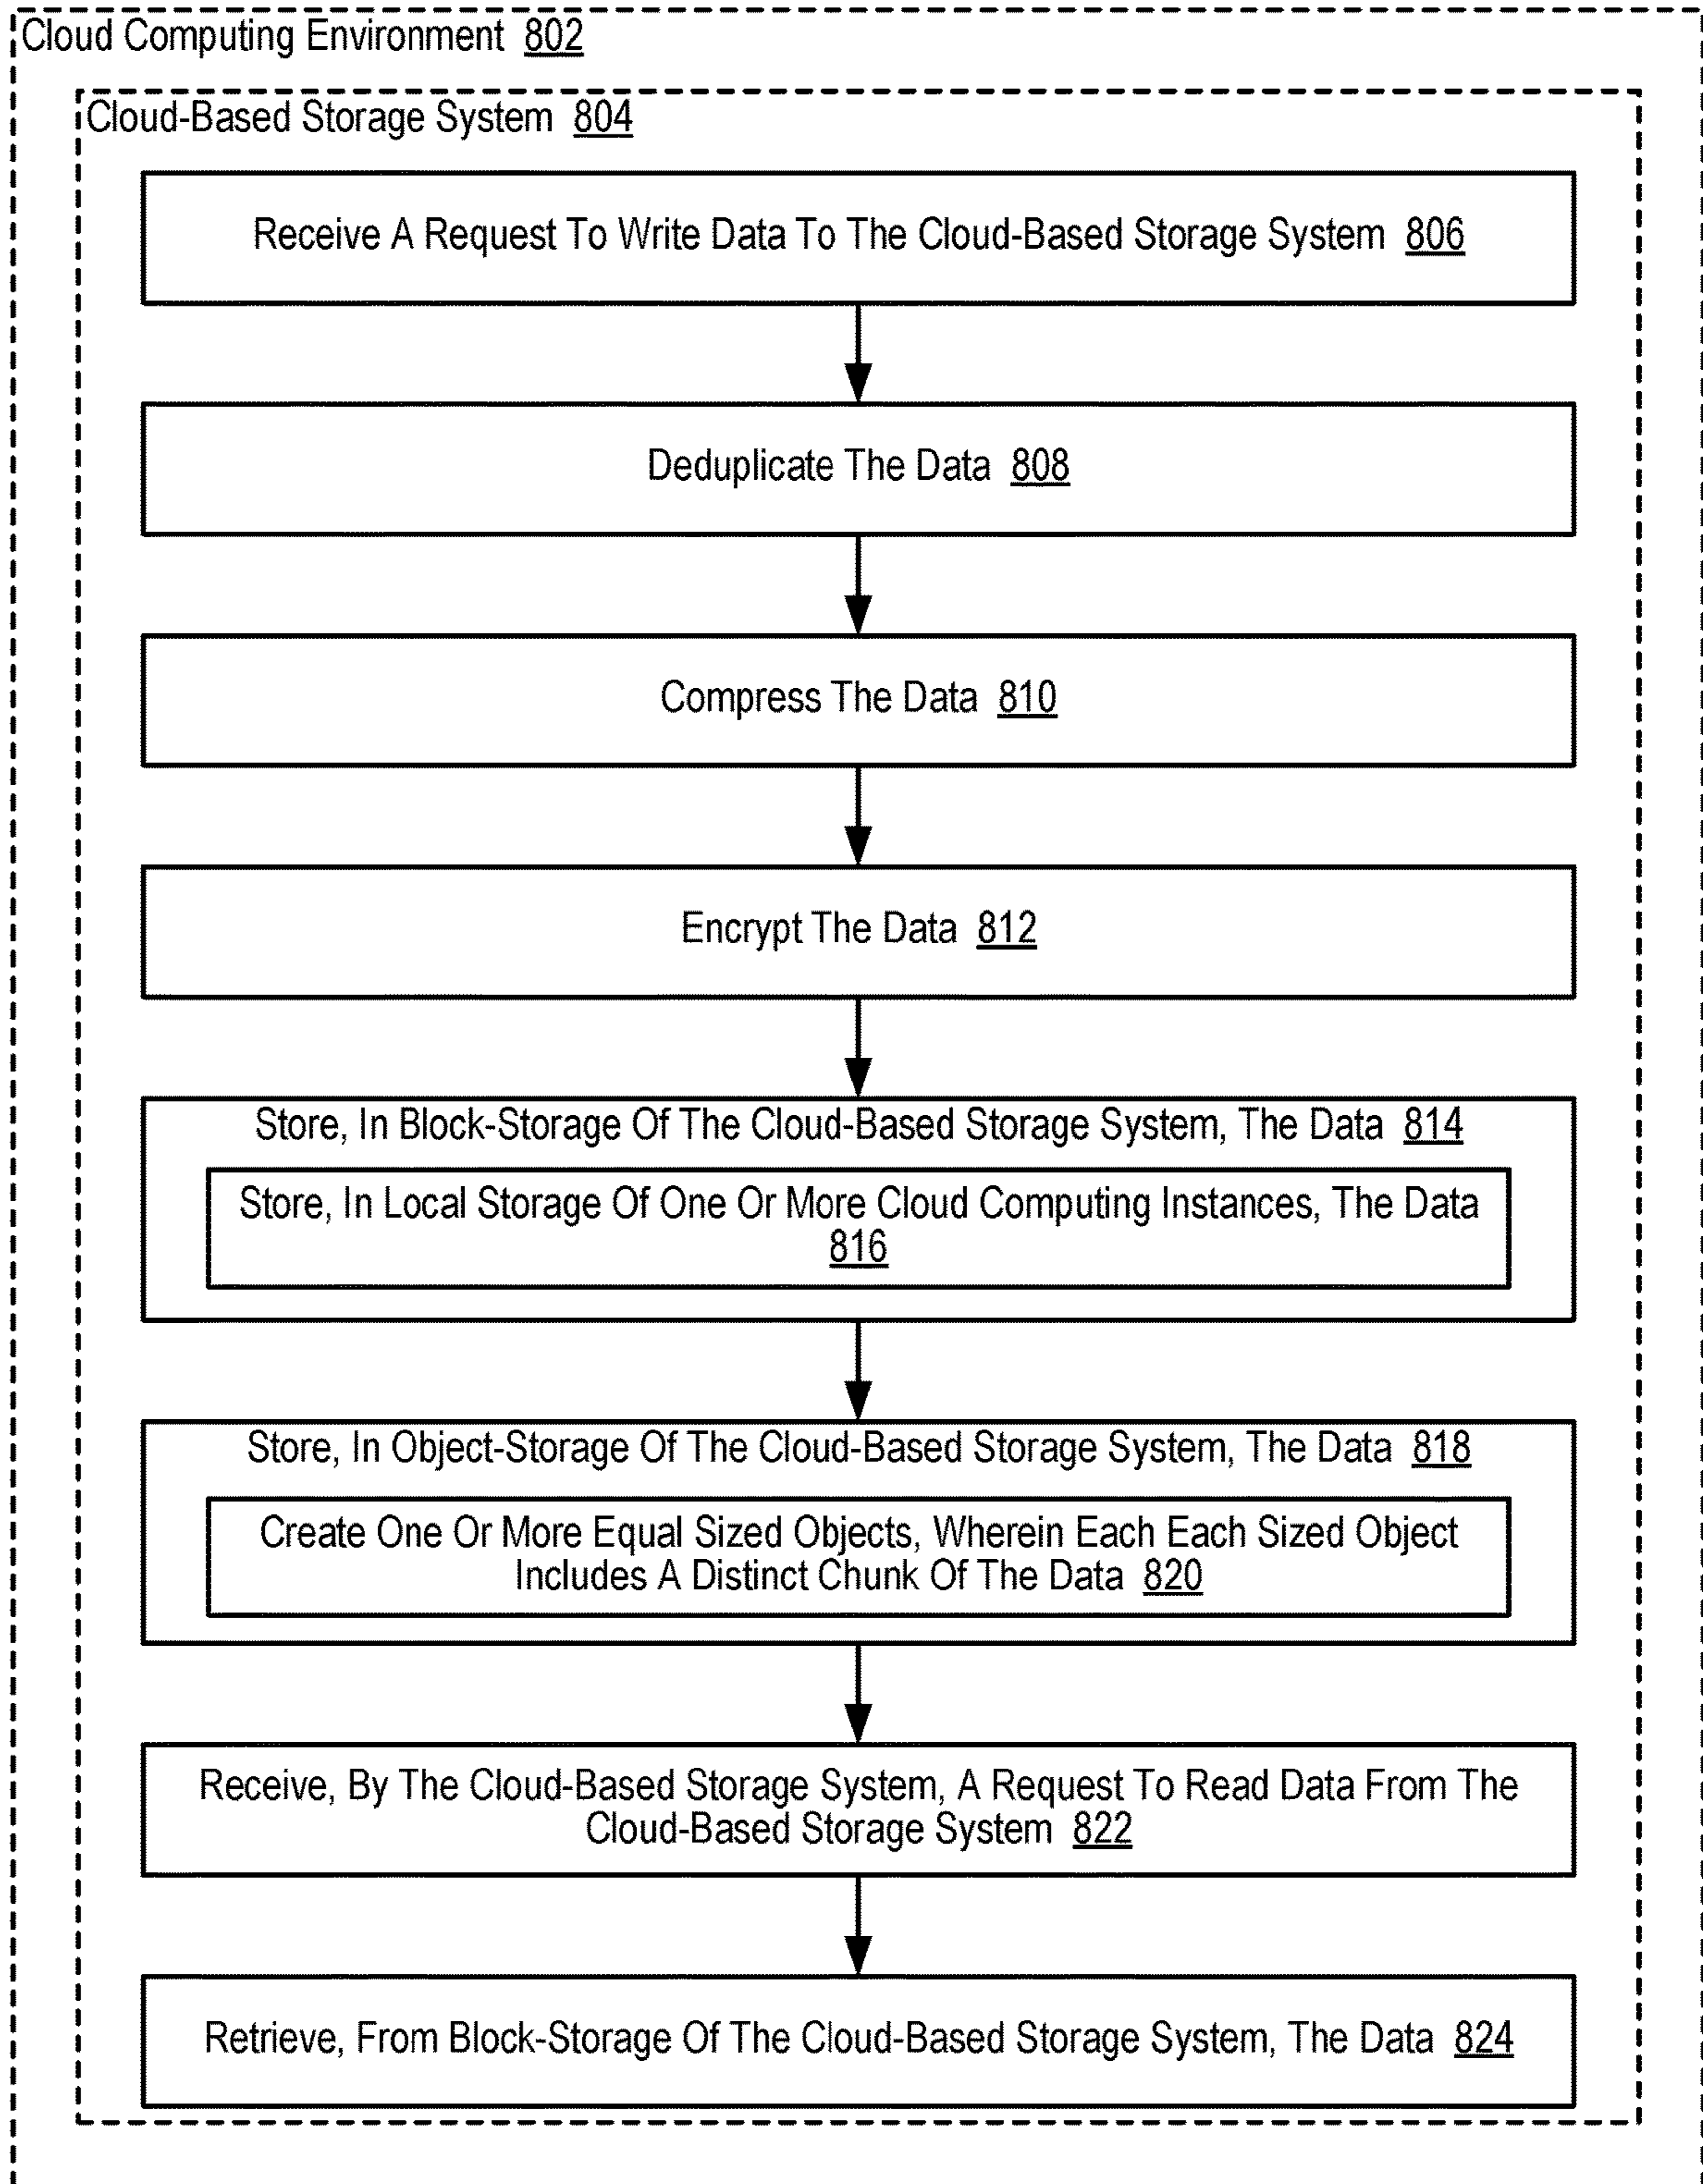 Cloud Computing Environment 802
Cloud-Based Storage System 804
Receive A Request To Write Data To The Cloud-Based Storage System 806
Deduplicate The Data 808
Compress The Data 810
Encrypt The Data 812
Store, In Block-Storage Of The Cloud-Based Storage System, The Data 814
Store, In Local Storage Of One Or More Cloud Computing Instances, The Data
816
Store, In Object-Storage Of The Cloud-Based Storage System, The Data 818
Create One Or More Equal Sized Objects, Wherein Each Each Sized Object
Includes A Distinct Chunk Of The Data 820
Receive, By The Cloud-Based Storage System, A Request To Read Data From The
Cloud-Based Storage System 822
Retrieve, From Block-Storage Of The Cloud-Based Storage System, The Data 824